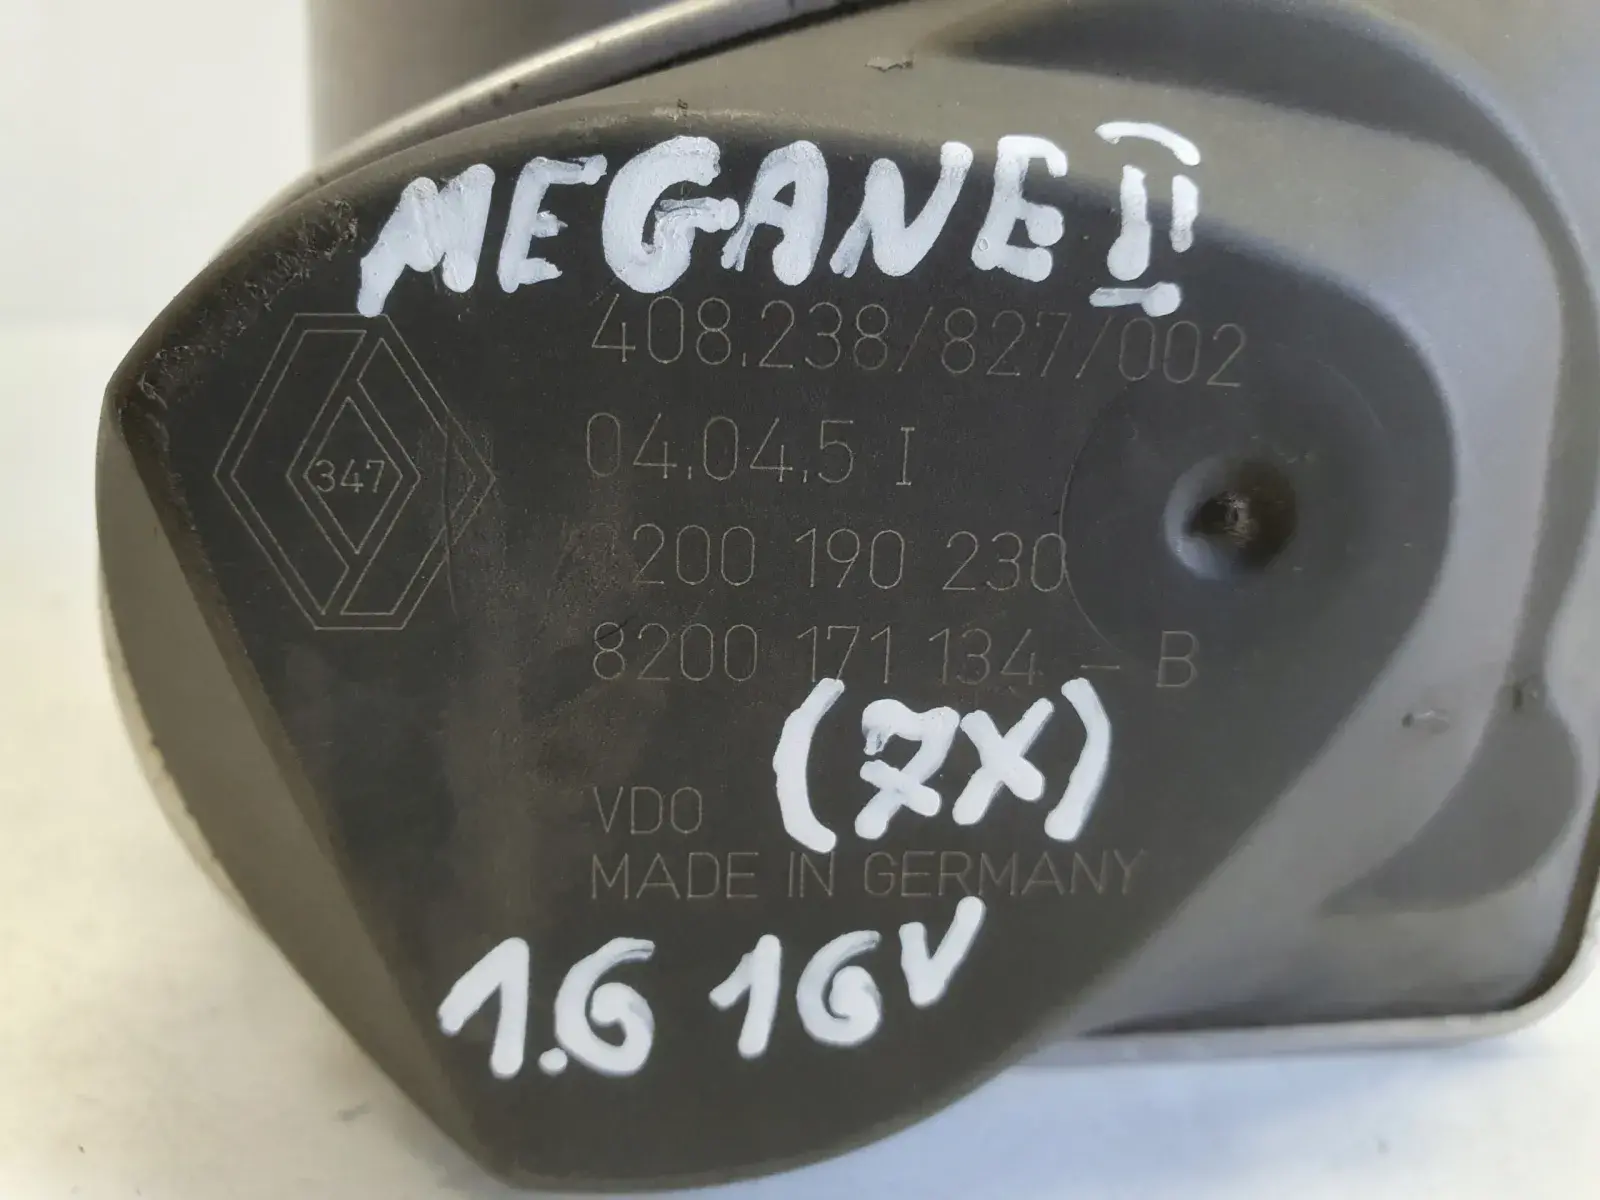 MEGANE II
408.238/827/002
04.04.5 I
347
200 190 230
8200 171 134 - B
(7X)
VDO
MADE IN GERMANY
1.6 16V